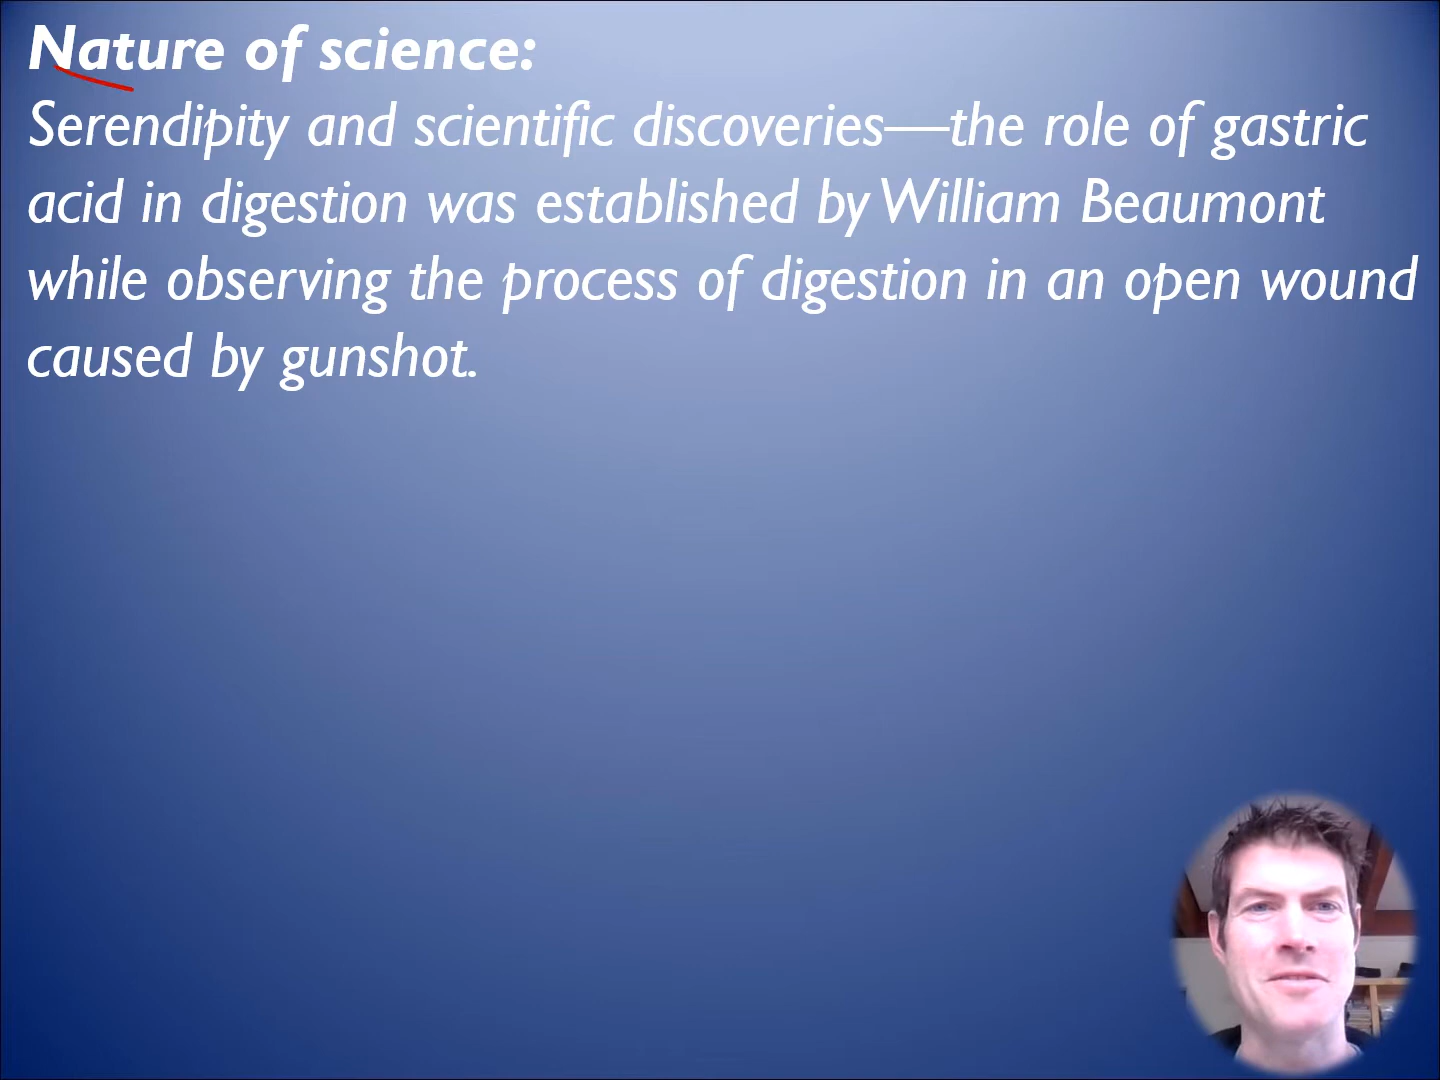 Nature of science:
Serendipity and scientific discoveries—the role of gastric
acid in digestion was established by William Beaumont
while observing the process of digestion in an open wound
caused by gunshot.